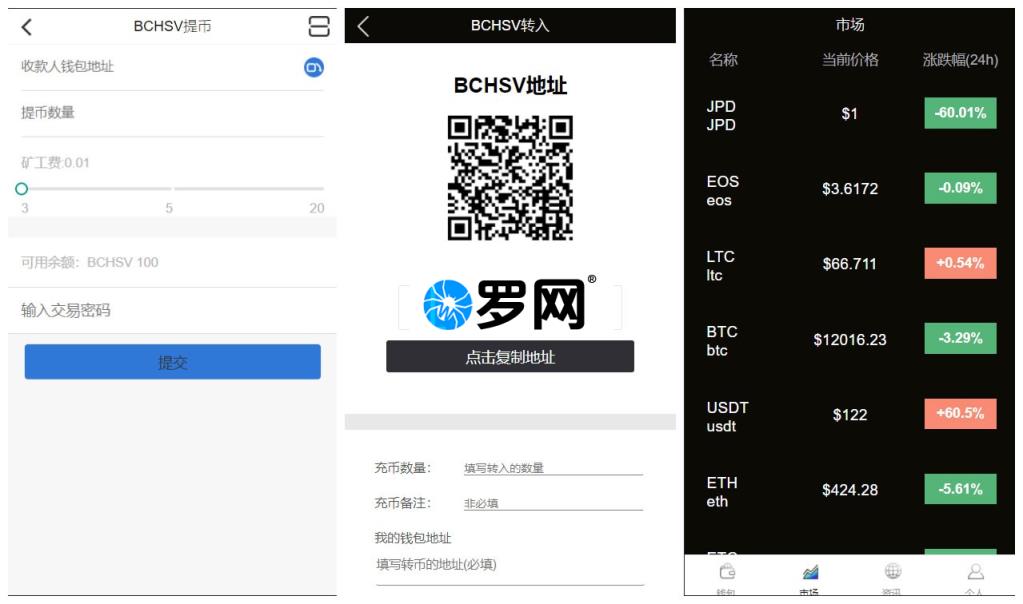 BCHSV提币
收款人钱包地址
提币数量
矿工费:0.01
3 5 20
可用余额：BCHSV 100
输入交易密码
提交
BCHSV转入
BCHSV地址
罗网®
点击复制地址
充币数量： 填写转入的数量
充币备注： 非必填
我的钱包地址
填写转币的地址(必填)
市场
名称 当前价格 涨跌幅(24h)
JPD
JPD
$1
-60.01%
EOS
eos
$3.6172
-0.09%
LTC
ltc
$66.711
+0.54%
BTC
btc
$12016.23
-3.29%
USDT
usdt
$122
+60.5%
ETH
eth
$424.28
-5.61%
ETC
钱包 市场 资讯 个人